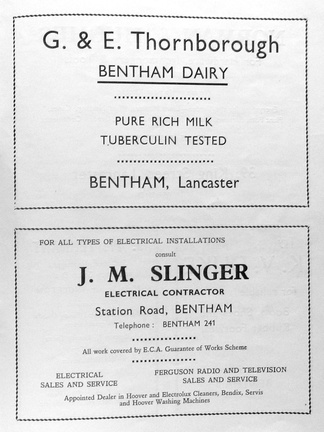 G. & E. Thornborough
BENTHAM DAIRY
PURE RICH MILK
TUBERCULIN TESTED
BENTHAM, Lancaster
FOR ALL TYPES OF ELECTRICAL INSTALLATIONS
consult
J. M. SLINGER
ELECTRICAL CONTRACTOR
Station Road, BENTHAM
Telephone : BENTHAM 241
All work covered by E.C.A. Guarantee of Works Scheme
ELECTRICAL
SALES AND SERVICE
FERGUSON RADIO AND TELEVISION
SALES AND SERVICE
Appointed Dealer in Hoover and Electrolux Cleaners, Bendix, Servis
and Hoover Washing Machines